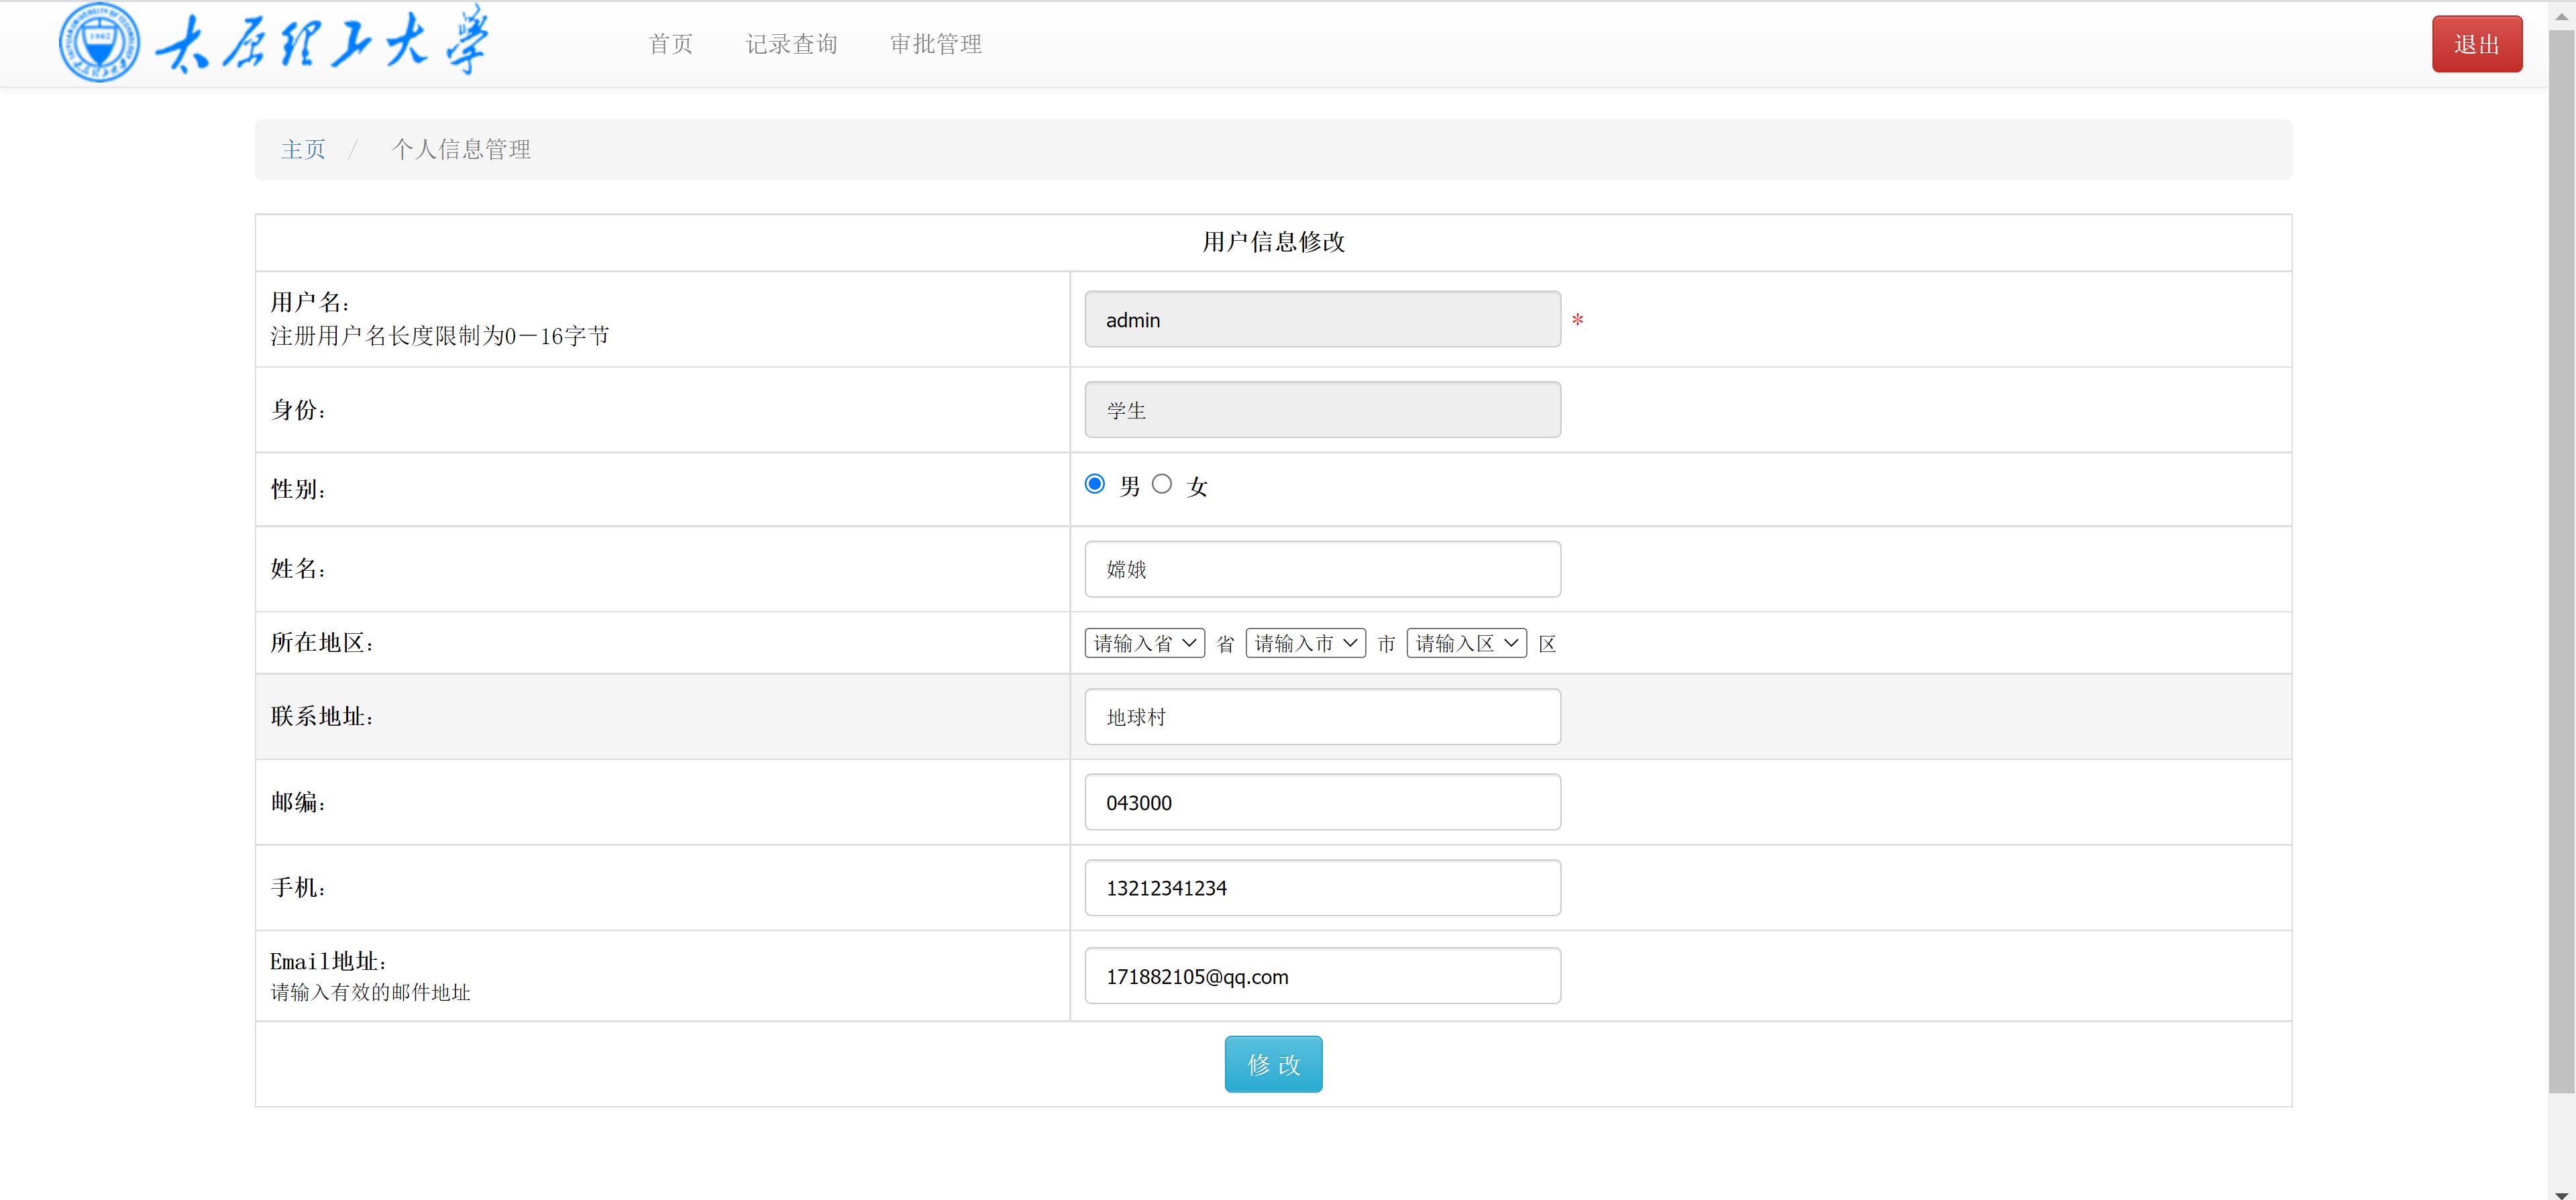 太原理工大学
首页 记录查询 审批管理
退出
主页 / 个人信息管理
用户信息修改
用户名：
注册用户名长度限制为0－16字节
admin *
身份：
学生
性别：
男 女
姓名：
嫦娥
所在地区：
请输入省 省 请输入市 市 请输入区 区
联系地址：
地球村
邮编：
043000
手机：
13212341234
Email地址：
请输入有效的邮件地址
171882105@qq.com
修 改